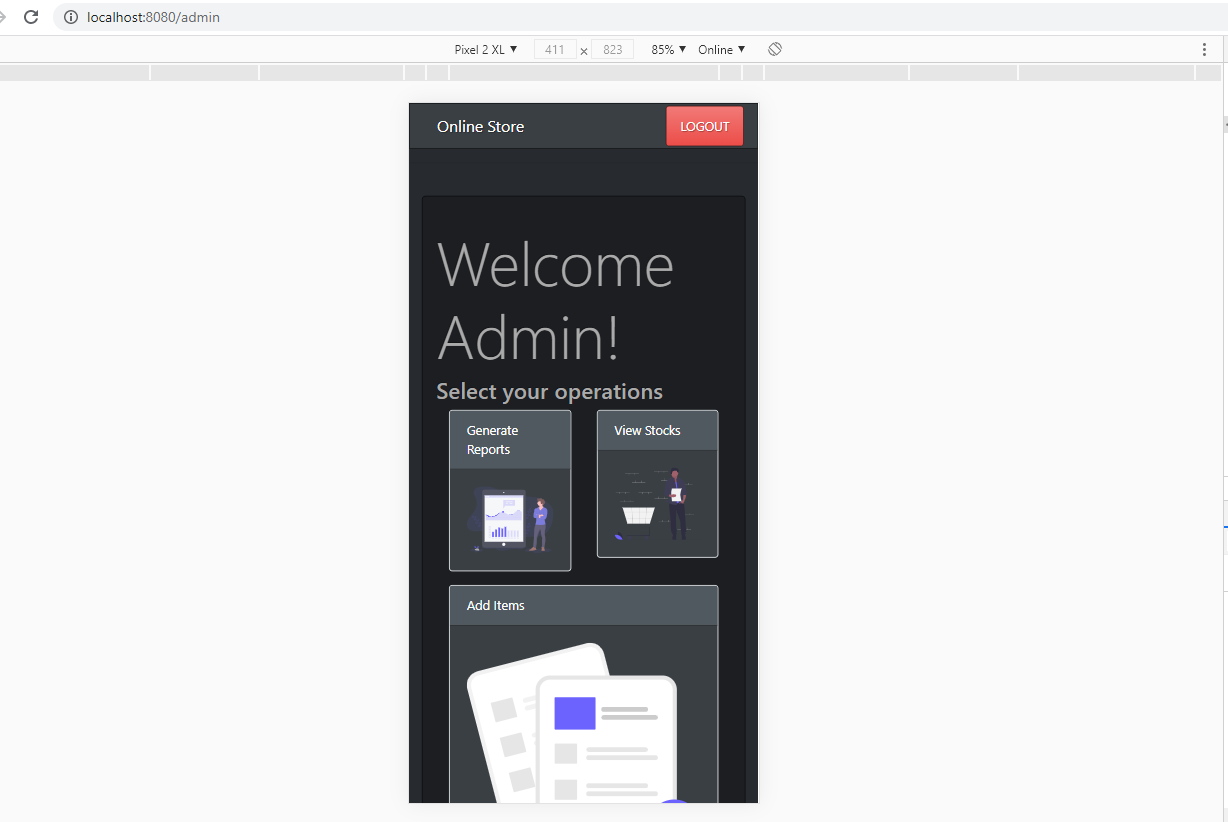 localhost:8080/admin
Pixel 2 XL ▼ 411 × 823 85% ▼ Online ▼
Online Store LOGOUT
Welcome
Admin!
Select your operations
Generate
Reports
View Stocks
Add Items